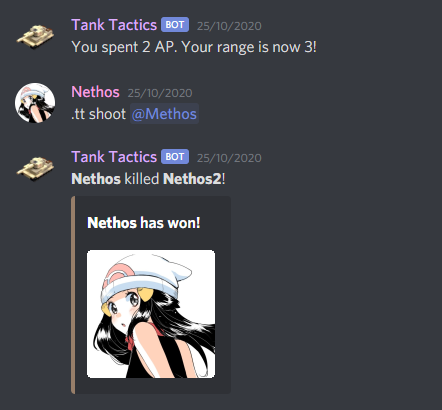 Tank Tactics BOT 25/10/2020
You spent 2 AP. Your range is now 3!
Nethos 25/10/2020
.tt shoot @Methos
Tank Tactics BOT 25/10/2020
Nethos killed Nethos2!
Nethos has won!